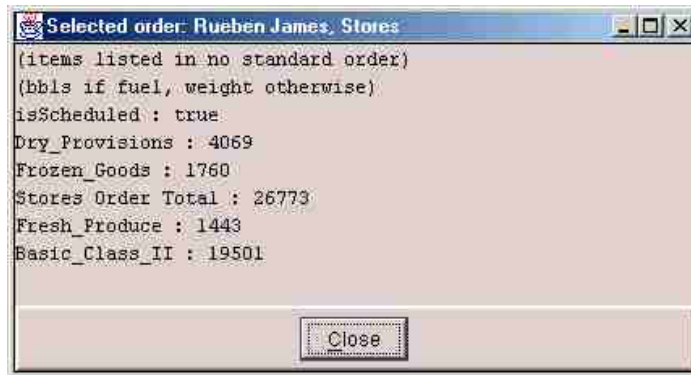 Selected order: Rueben James, Stores
(items listed in no standard order)
(bbls if fuel, weight otherwise)
isScheduled : true
Dry_Provisions : 4069
Frozen_Goods : 1760
Stores Order Total : 26773
Fresh_Produce : 1443
Basic_Class_II : 19501
Close